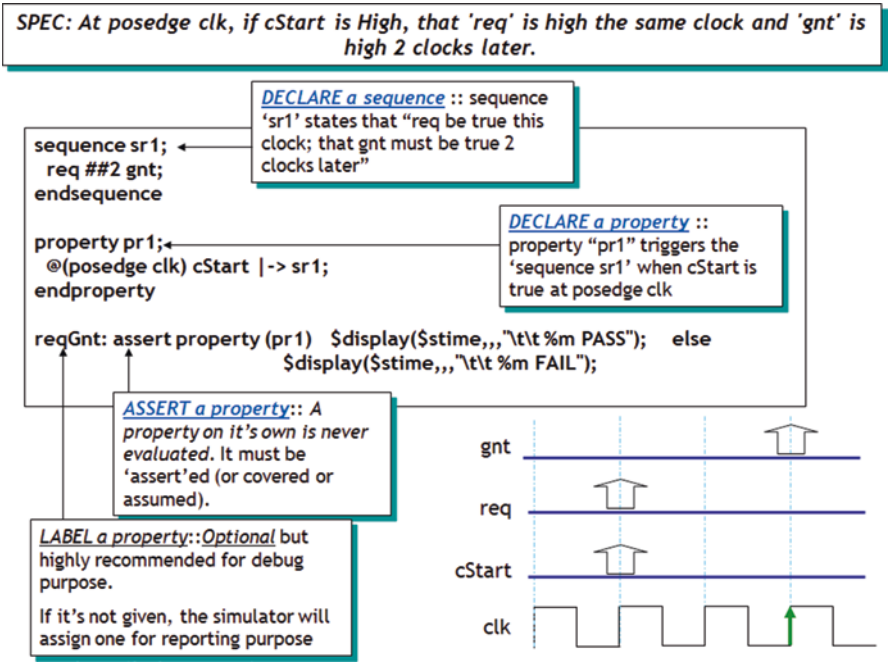 SPEC: At posedge clk, if cStart is High, that 'req' is high the same clock and 'gnt' is
high 2 clocks later.
DECLARE a sequence :: sequence
‘sr1’ states that “req be true this
clock; that gnt must be true 2
clocks later”
sequence sr1;
req ##2 gnt;
endsequence
DECLARE a property ::
property “pr1” triggers the
‘sequence sr1’ when cStart is
true at posedge clk
property pr1;
@(posedge clk) cStart |-> sr1;
endproperty
reqGnt: assert property (pr1) $display($stime,,,"\t\t %m PASS"); else
$display($stime,,,"\t\t %m FAIL");
ASSERT a property:: A
property on it’s own is never
evaluated. It must be
‘assert’ed (or covered or
assumed).
LABEL a property::Optional but
highly recommended for debug
purpose.
If it’s not given, the simulator will
assign one for reporting purpose
gnt
req
cStart
clk